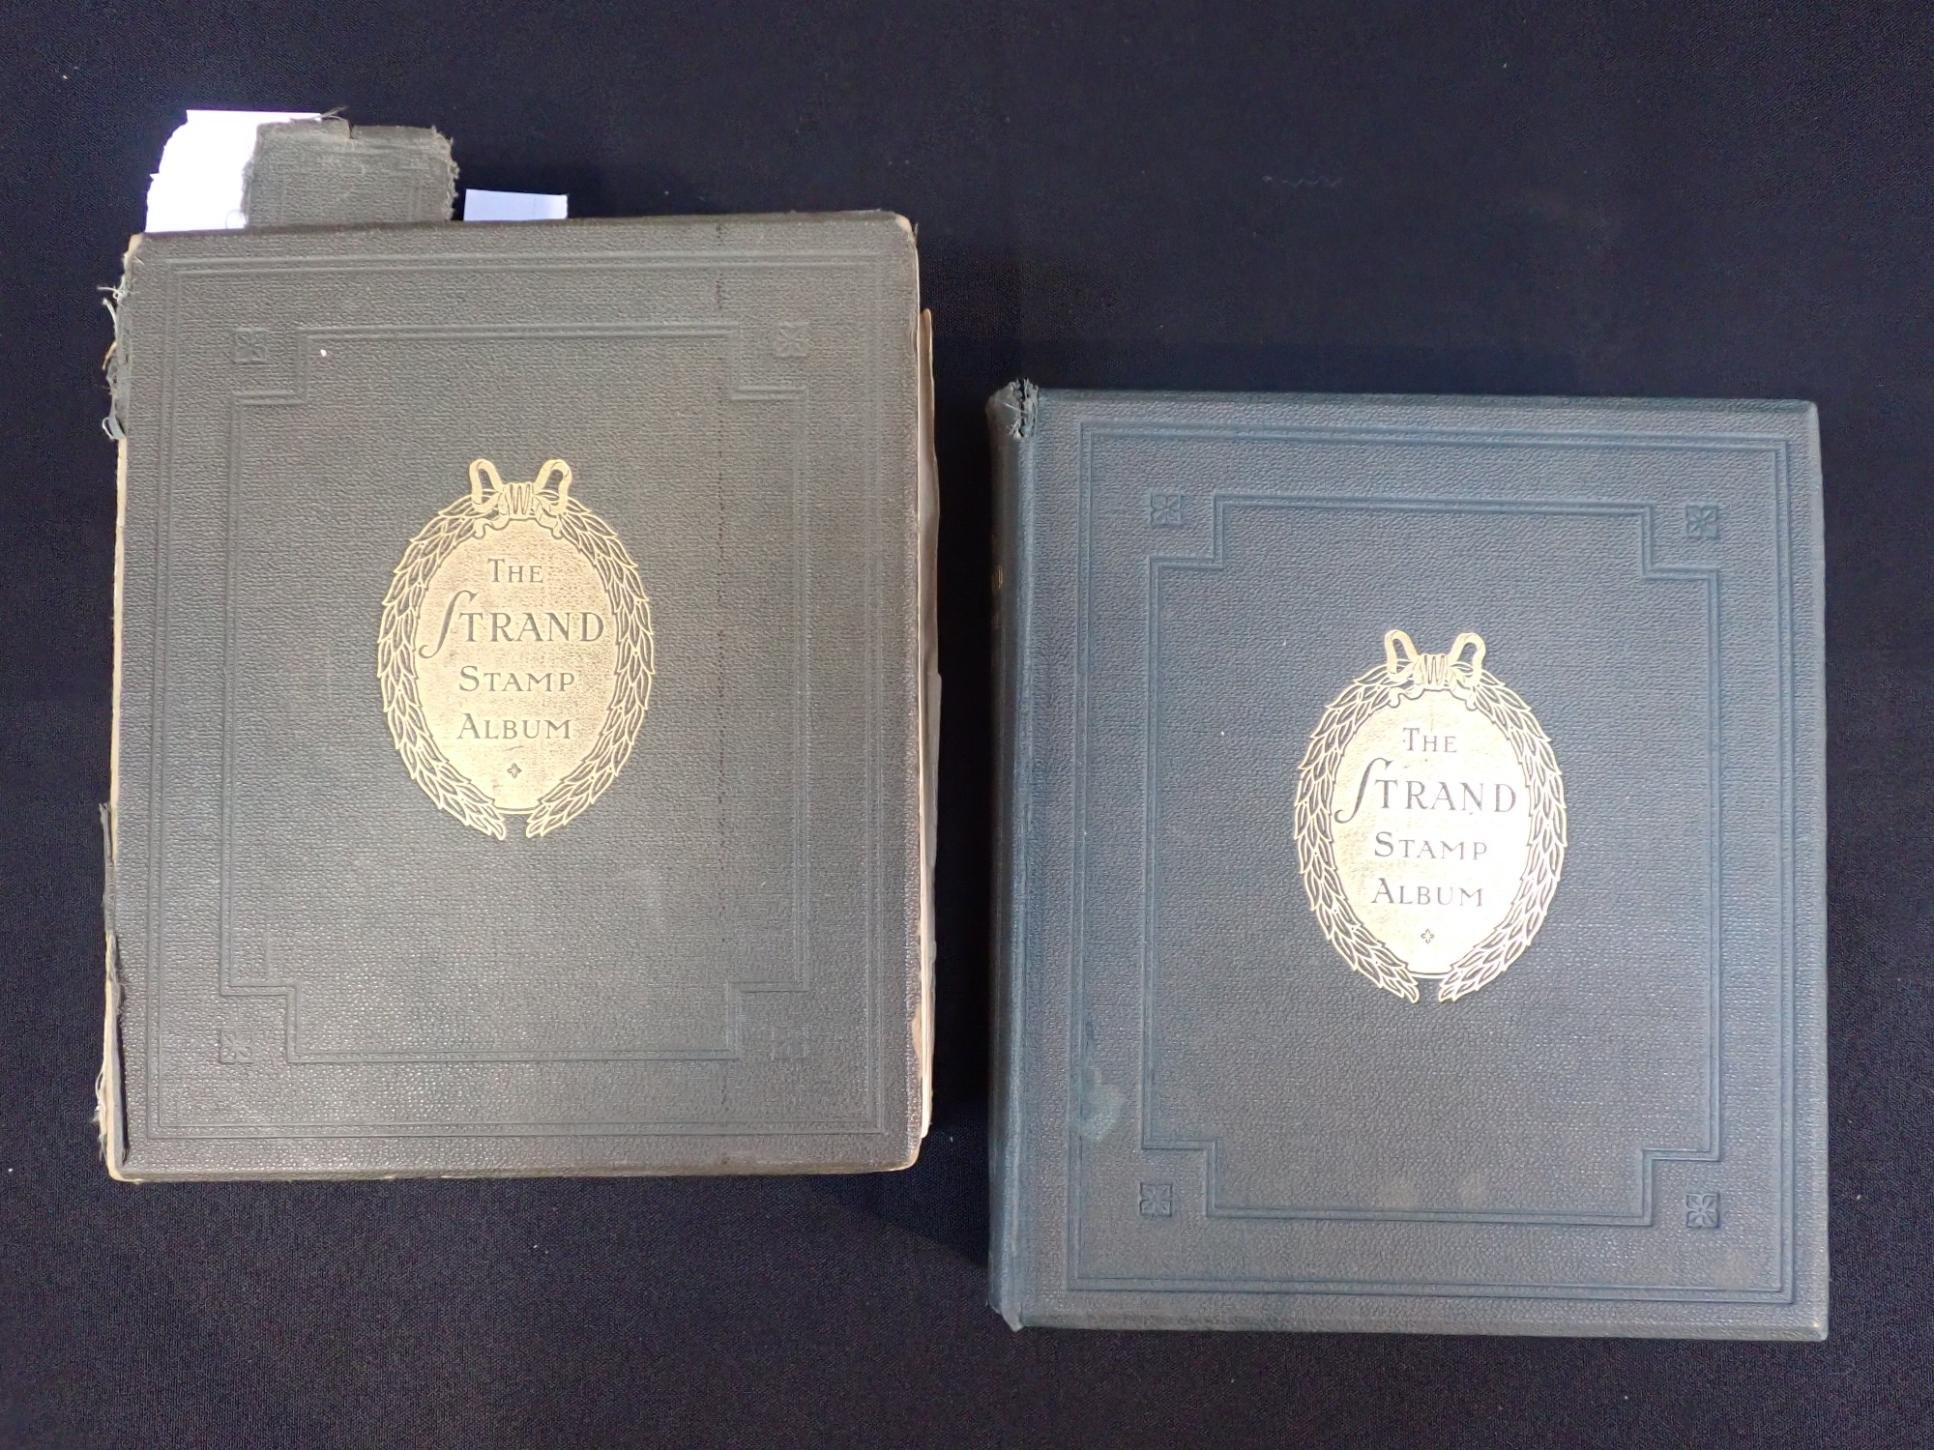 The
Strand
Stamp
Album
The
Strand
Stamp
Album